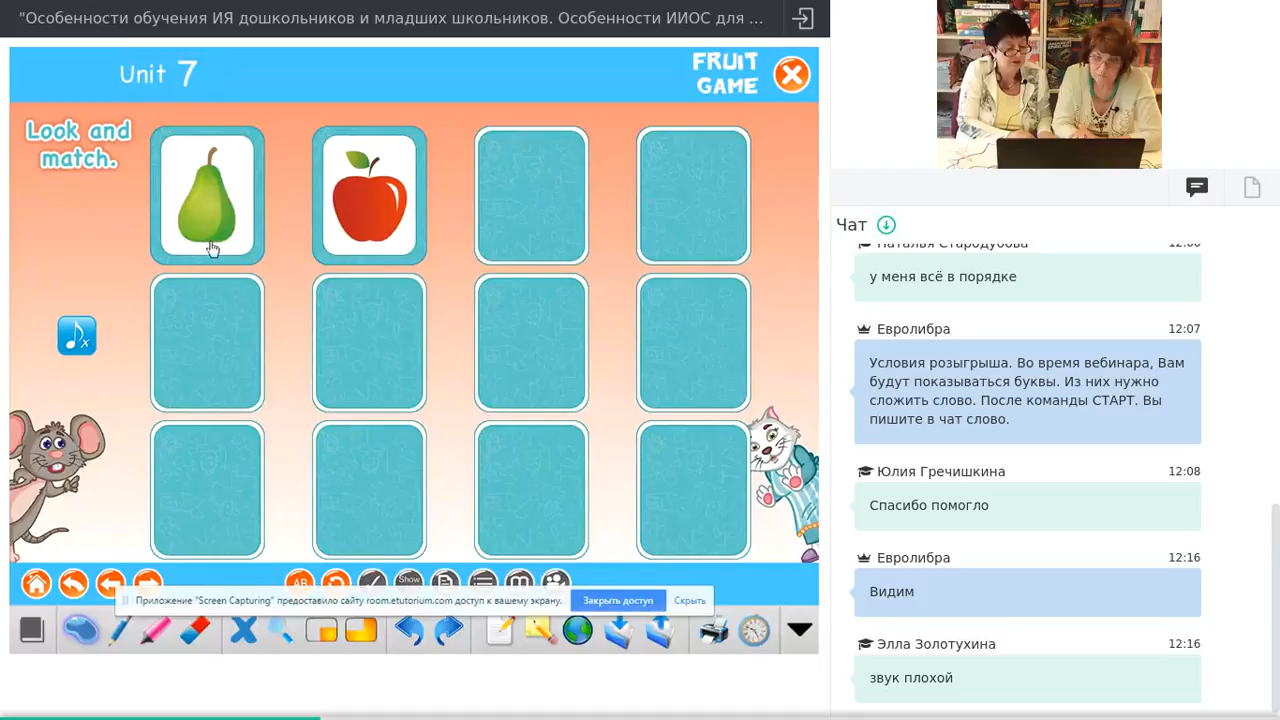 "Особенности обучения ИЯ дошкольников и младших школьников. Особенности ИИОС для ...
Unit 7
FRUIT
GAME
Look and
match.
Show
Приложение "Screen Capturing" предоставило сайту room.etutorium.com доступ к вашему экрану.
Закрыть доступ
Скрыть
Чат
Наталья Стародубова
у меня всё в порядке
Евролибра 12:07
Условия розыгрыша. Во время вебинара, Вам
будут показываться буквы. Из них нужно
сложить слово. После команды СТАРТ. Вы
пишите в чат слово.
Юлия Гречишкина 12:08
Спасибо помогло
Евролибра 12:16
Видим
Элла Золотухина 12:16
звук плохой